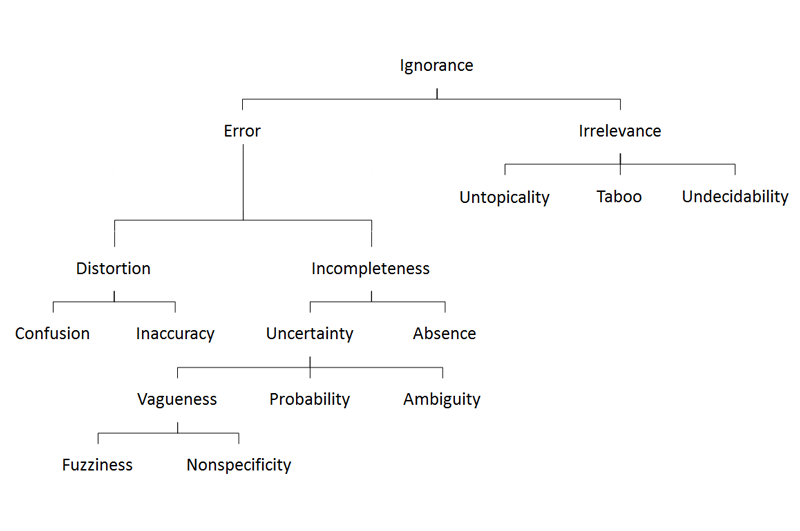 Ignorance
Error
Irrelevance
Untopicality
Taboo
Undecidability
Distortion
Incompleteness
Confusion
Inaccuracy
Uncertainty
Absence
Vagueness
Probability
Ambiguity
Fuzziness
Nonspecificity